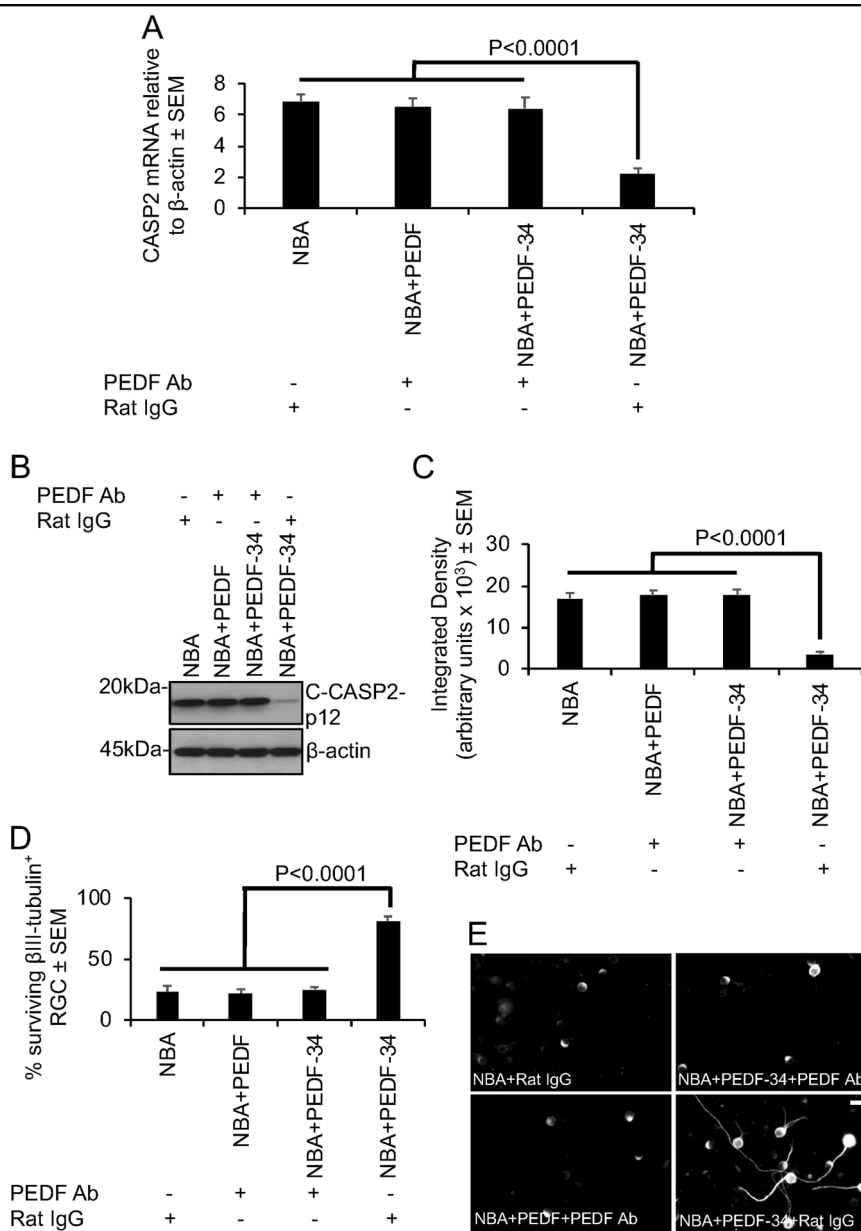 A
P<0.0001
CASP2 mRNA relative
to β-actin ± SEM
8
6
4
2
0
NBA
NBA+PEDF
NBA+PEDF-34
NBA+PEDF-34
PEDF Ab - + + -
Rat IgG + - - +
B
PEDF Ab - + + -
Rat IgG + - - +
NBA
NBA+PEDF
NBA+PEDF-34
NBA+PEDF-34
20kDa-
C-CASP2-
p12
45kDa-
β-actin
C
P<0.0001
Integrated Density
(arbitrary units x 10³) ± SEM
30
20
10
0
NBA
NBA+PEDF
NBA+PEDF-34
NBA+PEDF-34
PEDF Ab - + + -
Rat IgG + - - +
D
P<0.0001
% surviving βIII-tubulin⁺
RGC ± SEM
100
50
0
NBA
NBA+PEDF
NBA+PEDF-34
NBA+PEDF-34
PEDF Ab - + + -
Rat IgG + - - +
E
NBA+Rat IgG
NBA+PEDF-34+PEDF Ab
NBA+PEDF+PEDF Ab
NBA+PEDF-34+Rat IgG